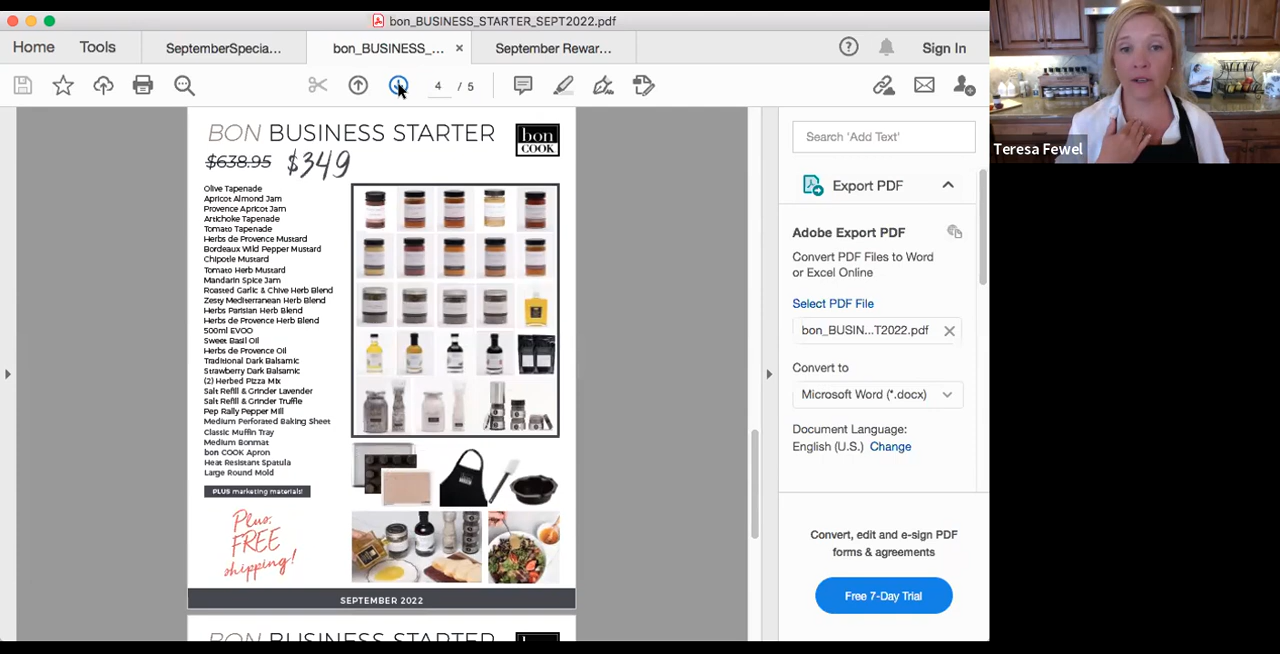 bon_BUSINESS_STARTER_SEPT2022.pdf
Home
Tools
SeptemberSpecia...
bon_BUSINESS_...
×
September Rewar...
Sign In
4 / 5
BON BUSINESS STARTER
bon
COOK
$638.95 $349
Olive Tapenade
Apricot Almond Jam
Provence Apricot Jam
Artichoke Tapenade
Tomato Tapenade
Herbs de Provence Mustard
Bordeaux Wild Pepper Mustard
Chipotle Mustard
Tomato Herb Mustard
Mandarin Spice Jam
Roasted Garlic & Chive Herb Blend
Zesty Mediterranean Herb Blend
Herbs Parisian Herb Blend
Herbs de Provence Herb Blend
500ml EVOO
Sweet Basil Oil
Herbs de Provence Oil
Traditional Dark Balsamic
Strawberry Dark Balsamic
(2) Herbed Pizza Mix
Salt Refill & Grinder Lavender
Salt Refill & Grinder Truffle
Pep Rally Pepper Mill
Medium Perforated Baking Sheet
Classic Muffin Tray
Medium Bonmat
bon COOK Apron
Heat Resistant Spatula
Large Round Mold
PLUS marketing materials!
Plus:
FREE
shipping!
SEPTEMBER 2022
BON BUSINESS STARTER
bon
Search 'Add Text'
Export PDF
Adobe Export PDF
Convert PDF Files to Word
or Excel Online
Select PDF File
bon_BUSIN...T2022.pdf
Convert to
Microsoft Word (*.docx)
Document Language:
English (U.S.) Change
Convert, edit and e-sign PDF
forms & agreements
Free 7-Day Trial
Teresa Fewel